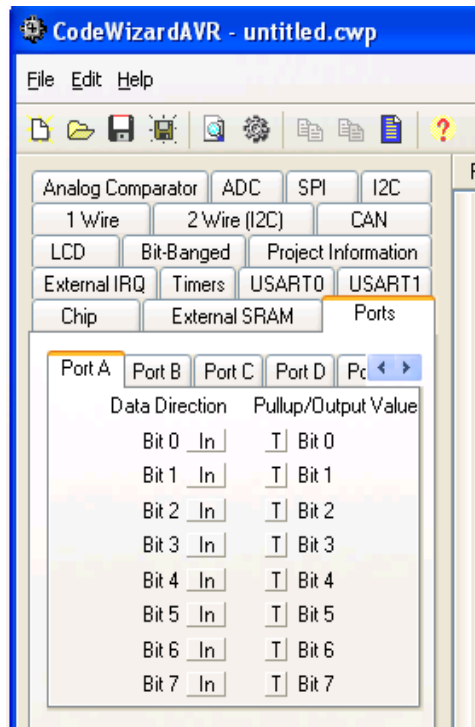 CodeWizardAVR - untitled.cwp
File Edit Help
Analog Comparator ADC SPI I2C
1 Wire 2 Wire (I2C) CAN
LCD Bit-Banged Project Information
External IRQ Timers USART0 USART1
Chip External SRAM Ports
Port A Port B Port C Port D
Data Direction Pullup/Output Value
Bit 0 In T Bit 0
Bit 1 In T Bit 1
Bit 2 In T Bit 2
Bit 3 In T Bit 3
Bit 4 In T Bit 4
Bit 5 In T Bit 5
Bit 6 In T Bit 6
Bit 7 In T Bit 7